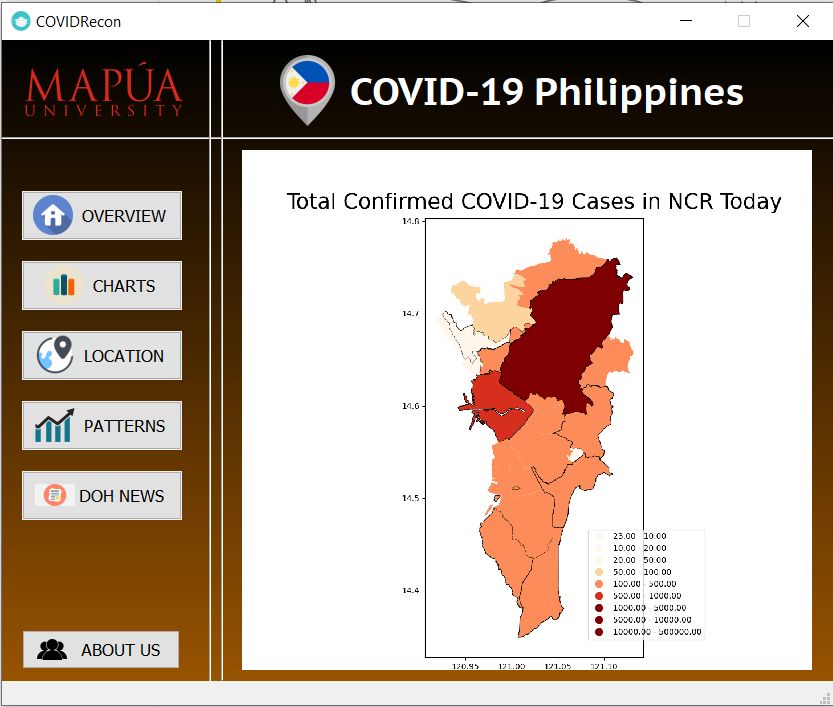 COVIDRecon
MAPÚA
UNIVERSITY
COVID-19 Philippines
OVERVIEW
CHARTS
LOCATION
PATTERNS
DOH NEWS
ABOUT US
Total Confirmed COVID-19 Cases in NCR Today
14.8
14.7
14.6
14.5
14.4
120.95 121.00 121.05 121.10
23.00 - 10.00
10.00 - 20.00
20.00 - 50.00
50.00 - 100.00
100.00 - 500.00
500.00 - 1000.00
1000.00 - 5000.00
5000.00 - 10000.00
10000.00 - 500000.00